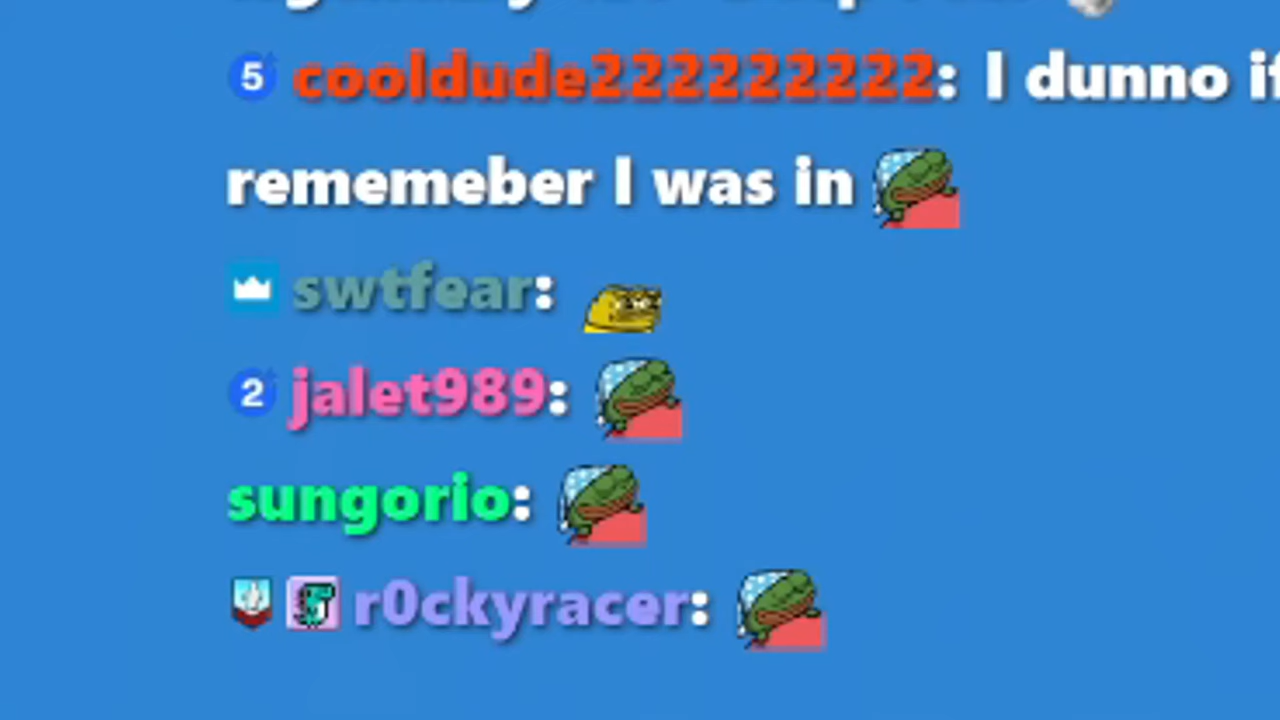 5 cooldude222222222: I dunno if
rememeber I was in
swtfear:
2 jalet989:
sungorio:
r0ckyracer: